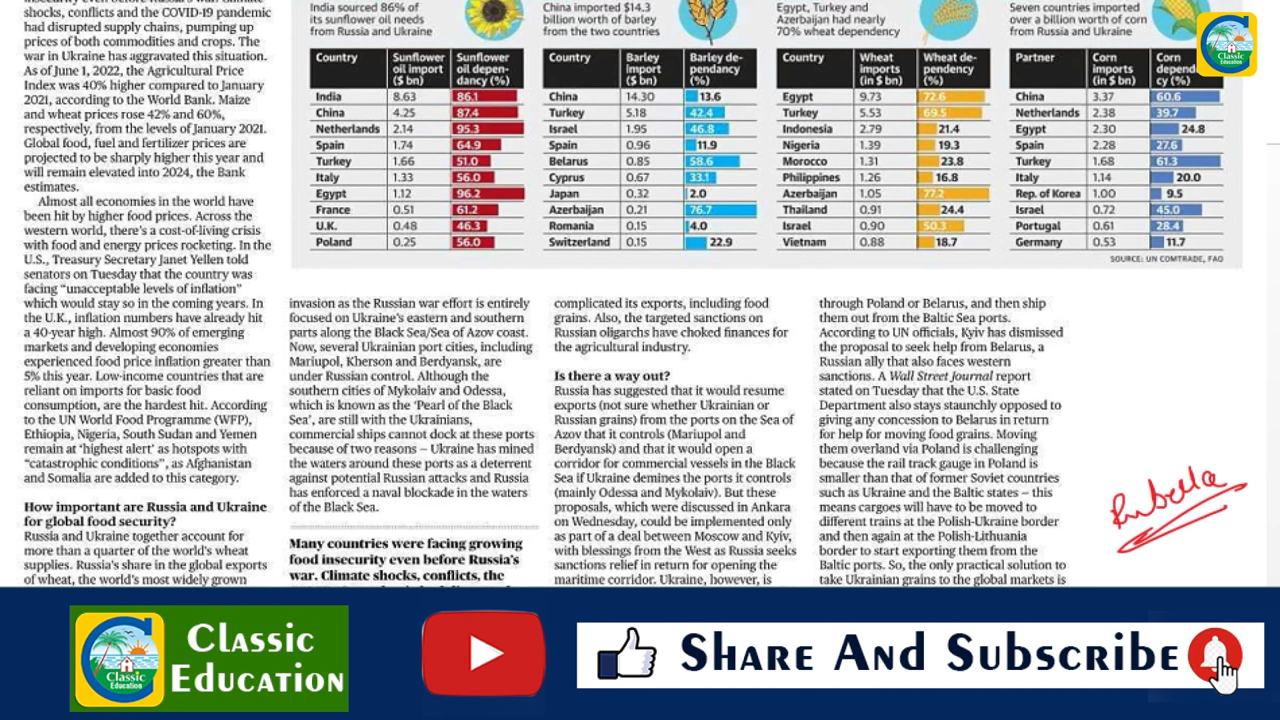 shocks, conflicts and the COVID-19 pandemic
had disrupted supply chains, pumping up
prices of both commodities and crops. The
war in Ukraine has aggravated this situation.
As of June 1, 2022, the Agricultural Price
Index was 40% higher compared to January
2021, according to the World Bank. Maize
and wheat prices rose 42% and 60%,
respectively, from the levels of January 2021.
Global food, fuel and fertilizer prices are
projected to be sharply higher this year and
will remain elevated into 2024, the Bank
estimates.
Almost all economies in the world have
been hit by higher food prices. Across the
western world, there's a cost-of-living crisis
with food and energy prices rocketing. In the
U.S., Treasury Secretary Janet Yellen told
senators on Tuesday that the country was
facing “unacceptable levels of inflation”
which would stay so in the coming years. In
the U.K., inflation numbers have already hit
a 40-year high. Almost 90% of emerging
markets and developing economies
experienced food price inflation greater than
5% this year. Low-income countries that are
reliant on imports for basic food
consumption, are the hardest hit. According
to the UN World Food Programme (WFP),
Ethiopia, Nigeria, South Sudan and Yemen
remain at ‘highest alert’ as hotspots with
“catastrophic conditions”, as Afghanistan
and Somalia are added to this category.
How important are Russia and Ukraine
for global food security?
Russia and Ukraine together account for
more than a quarter of the world's wheat
supplies. Russia's share in the global exports
of wheat, the world's most widely grown
India sourced 86% of
its sunflower oil needs
from Russia and Ukraine
Country Sunflower oil import ($ bn) Sunflower oil depen- dancy (%)
India 8.63 86.1
China 4.25 87.4
Netherlands 2.14 95.3
Spain 1.74 64.9
Turkey 1.66 51.0
Italy 1.33 56.0
Egypt 1.12 96.2
France 0.51 61.2
U.K. 0.48 46.3
Poland 0.25 56.0
China imported $14.3
billion worth of barley
from the two countries
Country Barley import ($ bn) Barley de- pendancy (%)
China 14.30 13.6
Turkey 5.18 42.4
Israel 1.95 46.8
Spain 0.96 11.9
Belarus 0.85 58.6
Cyprus 0.67 33.1
Japan 0.32 2.0
Azerbaijan 0.21 76.7
Romania 0.15 4.0
Switzerland 0.15 22.9
Egypt, Turkey and
Azerbaijan had nearly
70% wheat dependency
Country Wheat imports (in $ bn) Wheat de- pendency (%)
Egypt 9.73 72.6
Turkey 5.53 69.5
Indonesia 2.79 21.4
Nigeria 1.39 19.3
Morocco 1.31 23.8
Philippines 1.26 16.8
Azerbaijan 1.05 77.2
Thailand 0.91 24.4
Israel 0.90 50.3
Vietnam 0.88 18.7
Seven countries imported
over a billion worth of corn
from Russia and Ukraine
Partner Corn imports (in $ bn) Corn cy (%)
China 3.37 60.6
Netherlands 2.38 39.7
Egypt 2.30 24.8
Spain 2.28 27.6
Turkey 1.68 61.3
Italy 1.14 20.0
Rep. of Korea 1.00 9.5
Israel 0.72 45.0
Portugal 0.61 28.4
Germany 0.53 11.7
SOURCE: UN COMTRADE, FAO
invasion as the Russian war effort is entirely
focused on Ukraine's eastern and southern
parts along the Black Sea/Sea of Azov coast.
Now, several Ukrainian port cities, including
Mariupol, Kherson and Berdyansk, are
under Russian control. Although the
southern cities of Mykolaiv and Odessa,
which is known as the ‘Pearl of the Black
Sea’, are still with the Ukrainians,
commercial ships cannot dock at these ports
because of two reasons – Ukraine has mined
the waters around these ports as a deterrent
against potential Russian attacks and Russia
has enforced a naval blockade in the waters
of the Black Sea.
Many countries were facing growing
food insecurity even before Russia's
war. Climate shocks, conflicts, the
complicated its exports, including food
grains. Also, the targeted sanctions on
Russian oligarchs have choked finances for
the agricultural industry.
Is there a way out?
Russia has suggested that it would resume
exports (not sure whether Ukrainian or
Russian grains) from the ports on the Sea of
Azov that it controls (Mariupol and
Berdyansk) and that it would open a
corridor for commercial vessels in the Black
Sea if Ukraine demines the ports it controls
(mainly Odessa and Mykolaiv). But these
proposals, which were discussed in Ankara
on Wednesday, could be implemented only
as part of a deal between Moscow and Kyiv,
with blessings from the West as Russia seeks
sanctions relief in return for opening the
maritime corridor. Ukraine, however, is
through Poland or Belarus, and then ship
them out from the Baltic Sea ports.
According to UN officials, Kyiv has dismissed
the proposal to seek help from Belarus, a
Russian ally that also faces western
sanctions. A Wall Street Journal report
stated on Tuesday that the U.S. State
Department also stays staunchly opposed to
giving any concession to Belarus in return
for help for moving food grains. Moving
them overland via Poland is challenging
because the rail track gauge in Poland is
smaller than that of former Soviet countries
such as Ukraine and the Baltic states – this
means cargoes will have to be moved to
different trains at the Polish-Ukraine border
and then again at the Polish-Lithuania
border to start exporting them from the
Baltic ports. So, the only practical solution to
take Ukrainian grains to the global markets is
Rubella
Classic
Education
Classic
Education
Classic
Education
SHARE AND SUBSCRIBE